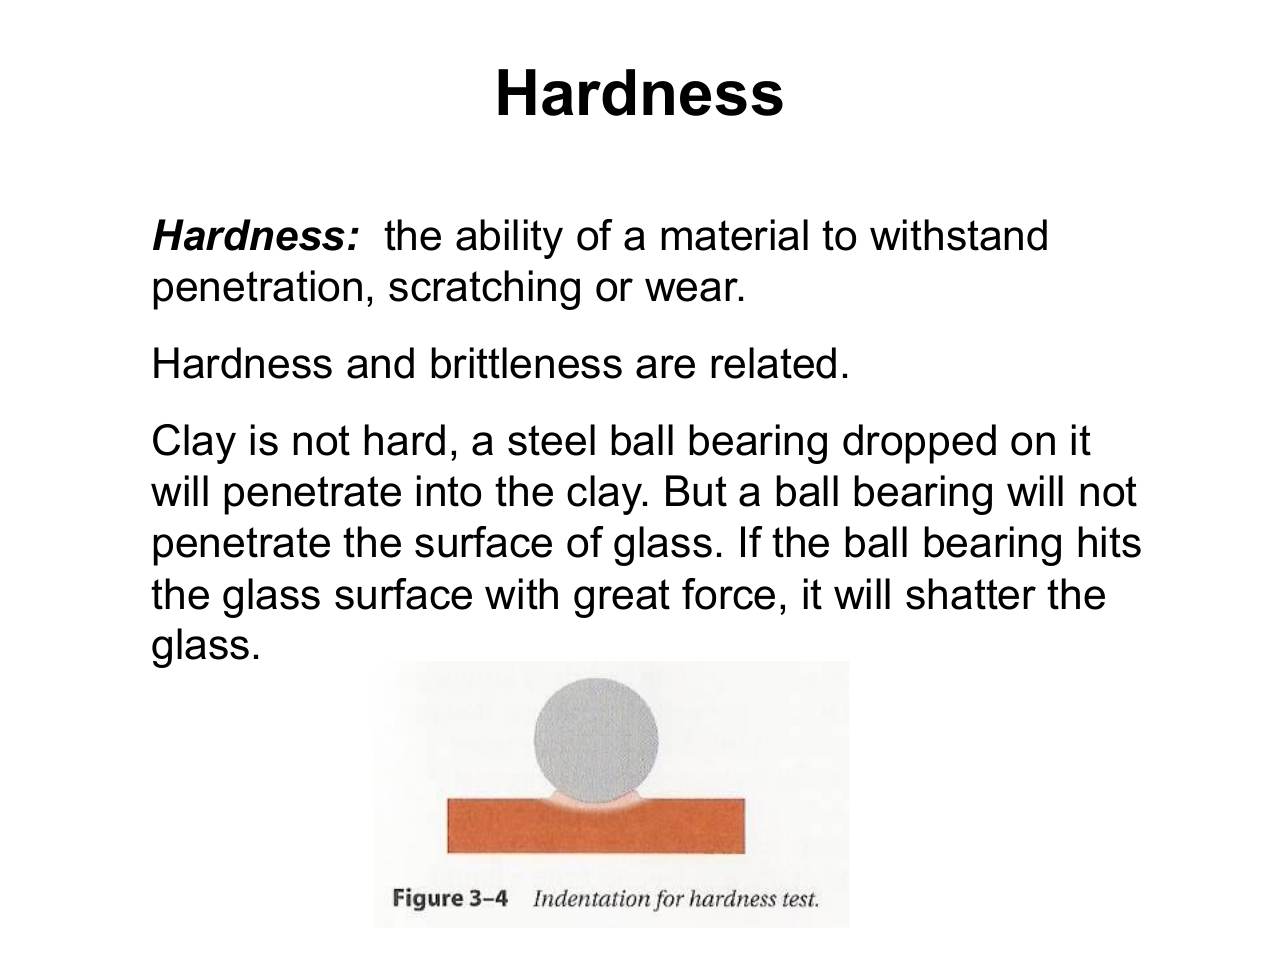 Hardness
Hardness: the ability of a material to withstand
penetration, scratching or wear.
Hardness and brittleness are related.
Clay is not hard, a steel ball bearing dropped on it
will penetrate into the clay. But a ball bearing will not
penetrate the surface of glass. If the ball bearing hits
the glass surface with great force, it will shatter the
glass.
Figure 3–4 Indentation for hardness test.